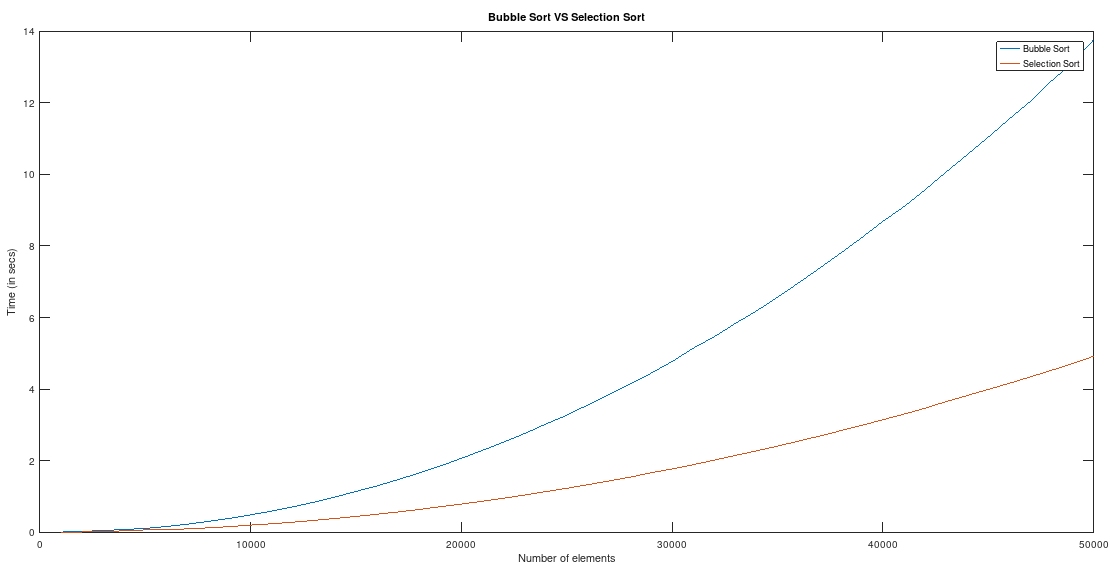 Bubble Sort VS Selection Sort
Bubble Sort
Selection Sort
14
12
10
8
6
4
2
0
Time (in secs)
0 10000 20000 30000 40000 50000
Number of elements